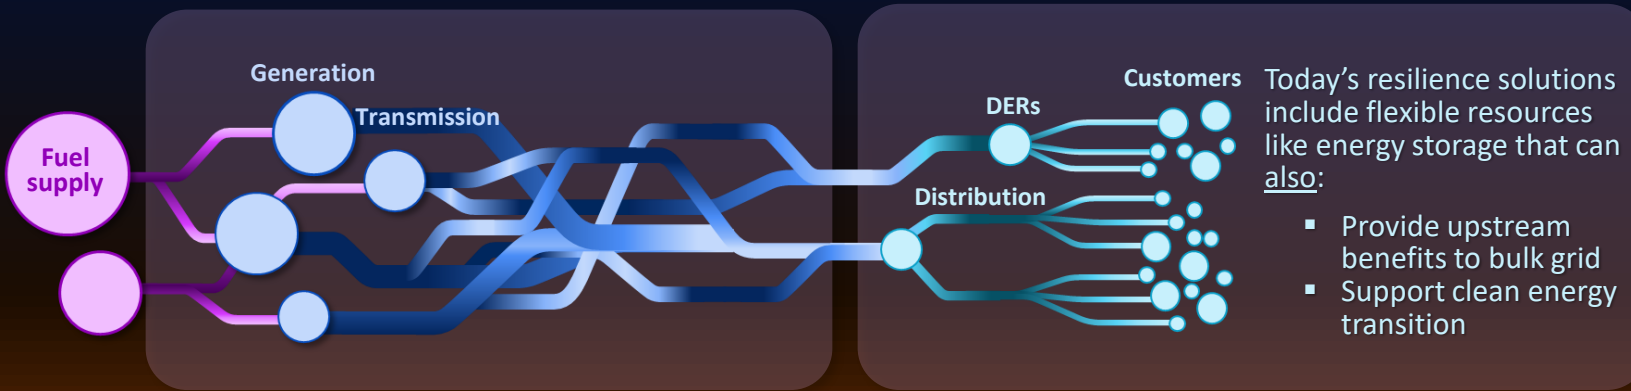 Generation
Transmission
Fuel
supply
DERs
Distribution
Customers
Today’s resilience solutions
include flexible resources
like energy storage that can
also:
▪ Provide upstream
benefits to bulk grid
▪ Support clean energy
transition